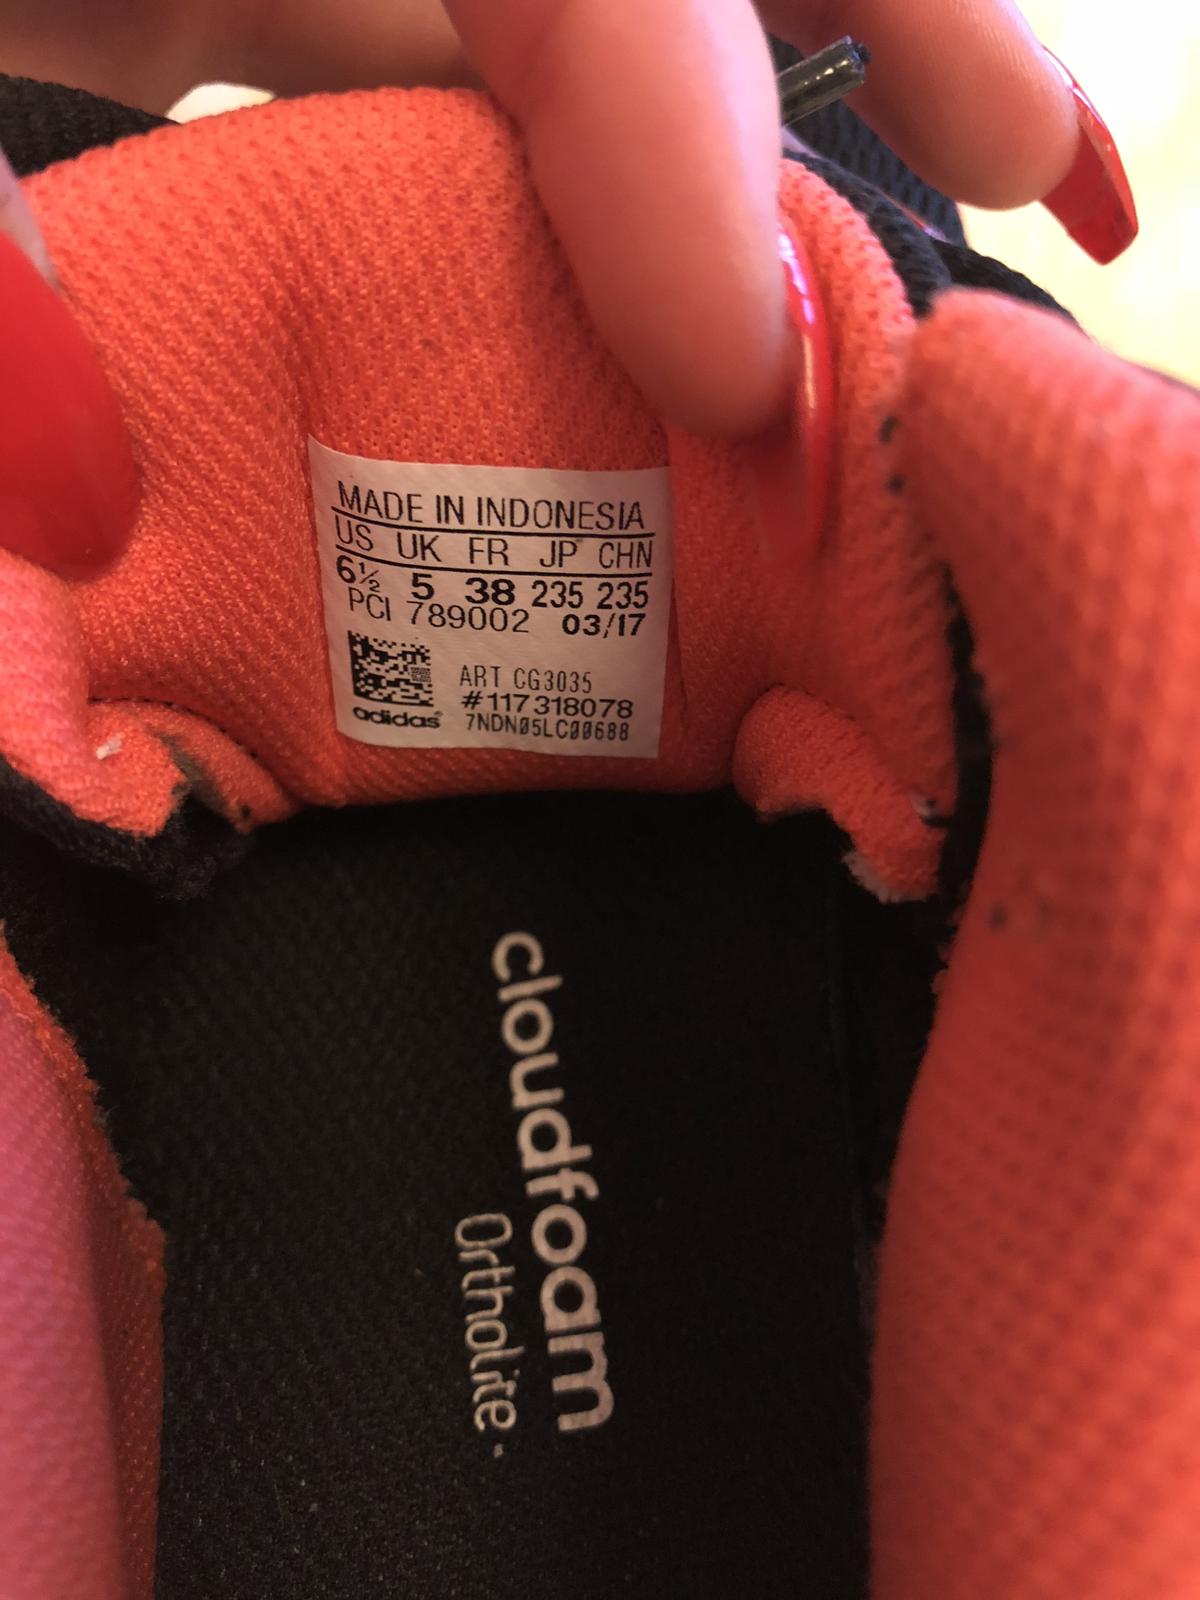 MADE IN INDONESIA
US UK FR JP CHN
6½ 5 38 235 235
PCI 789002 03/17
ART CG3035
#117318078
adidas 7NDN05LC00688
cloudfoam
Ortholite